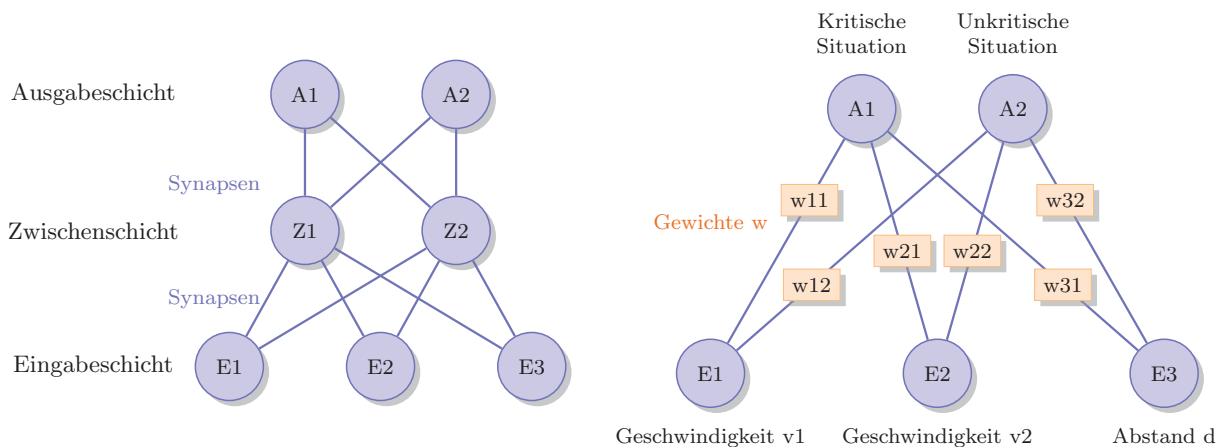 Ausgabeschicht
A1
A2
Synapsen
Zwischenschicht
Z1
Z2
Synapsen
Eingabeschicht
E1
E2
E3
Kritische
Situation
Unkritische
Situation
A1
A2
Gewichte w
w11
w32
w21
w22
w12
w31
E1
E2
E3
Geschwindigkeit v1
Geschwindigkeit v2
Abstand d